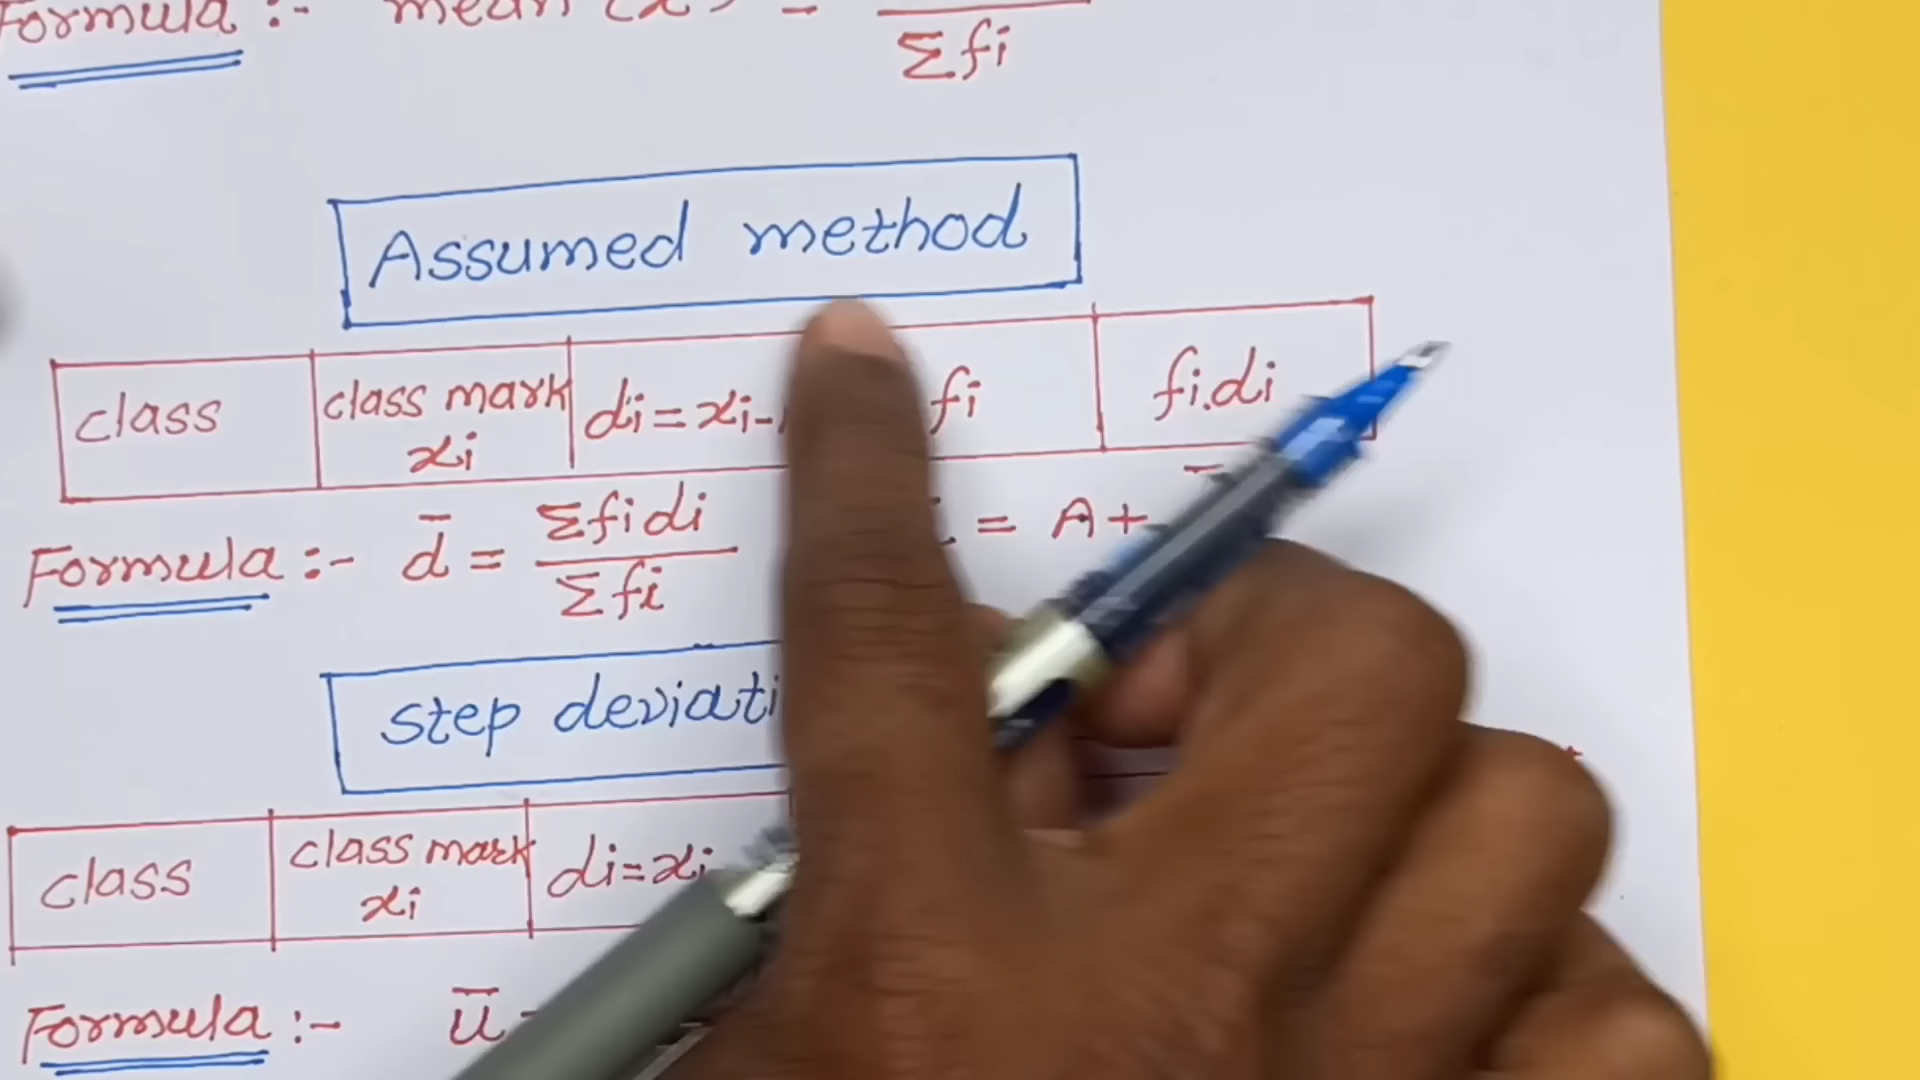 Formula :- mean (x̄) =
Σfi
Assumed method
class | class mark xi | di = xi - | fi | fi.di
Formula :- d̄ = Σfidi / Σfi = A+
step deviati
class | class mark xi | di = xi
Formula :- ū